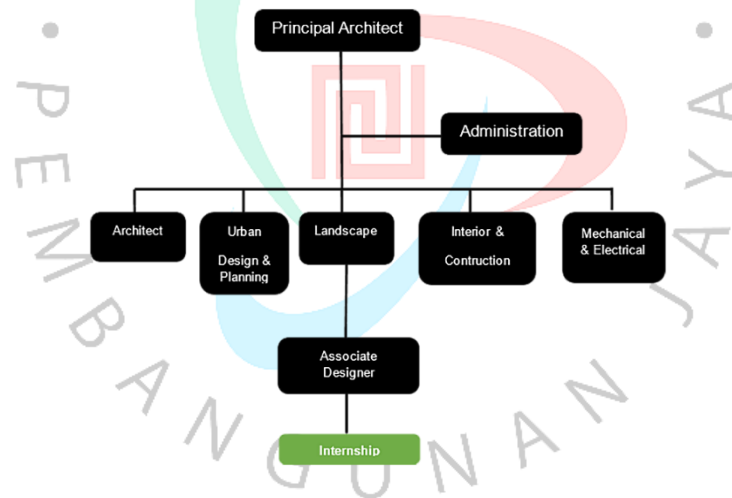 Principal Architect
Administration
Architect
Urban
Design &
Planning
Landscape
Interior &
Contruction
Mechanical
& Electrical
Associate
Designer
Internship
• PEMBANGUNAN JAYA •